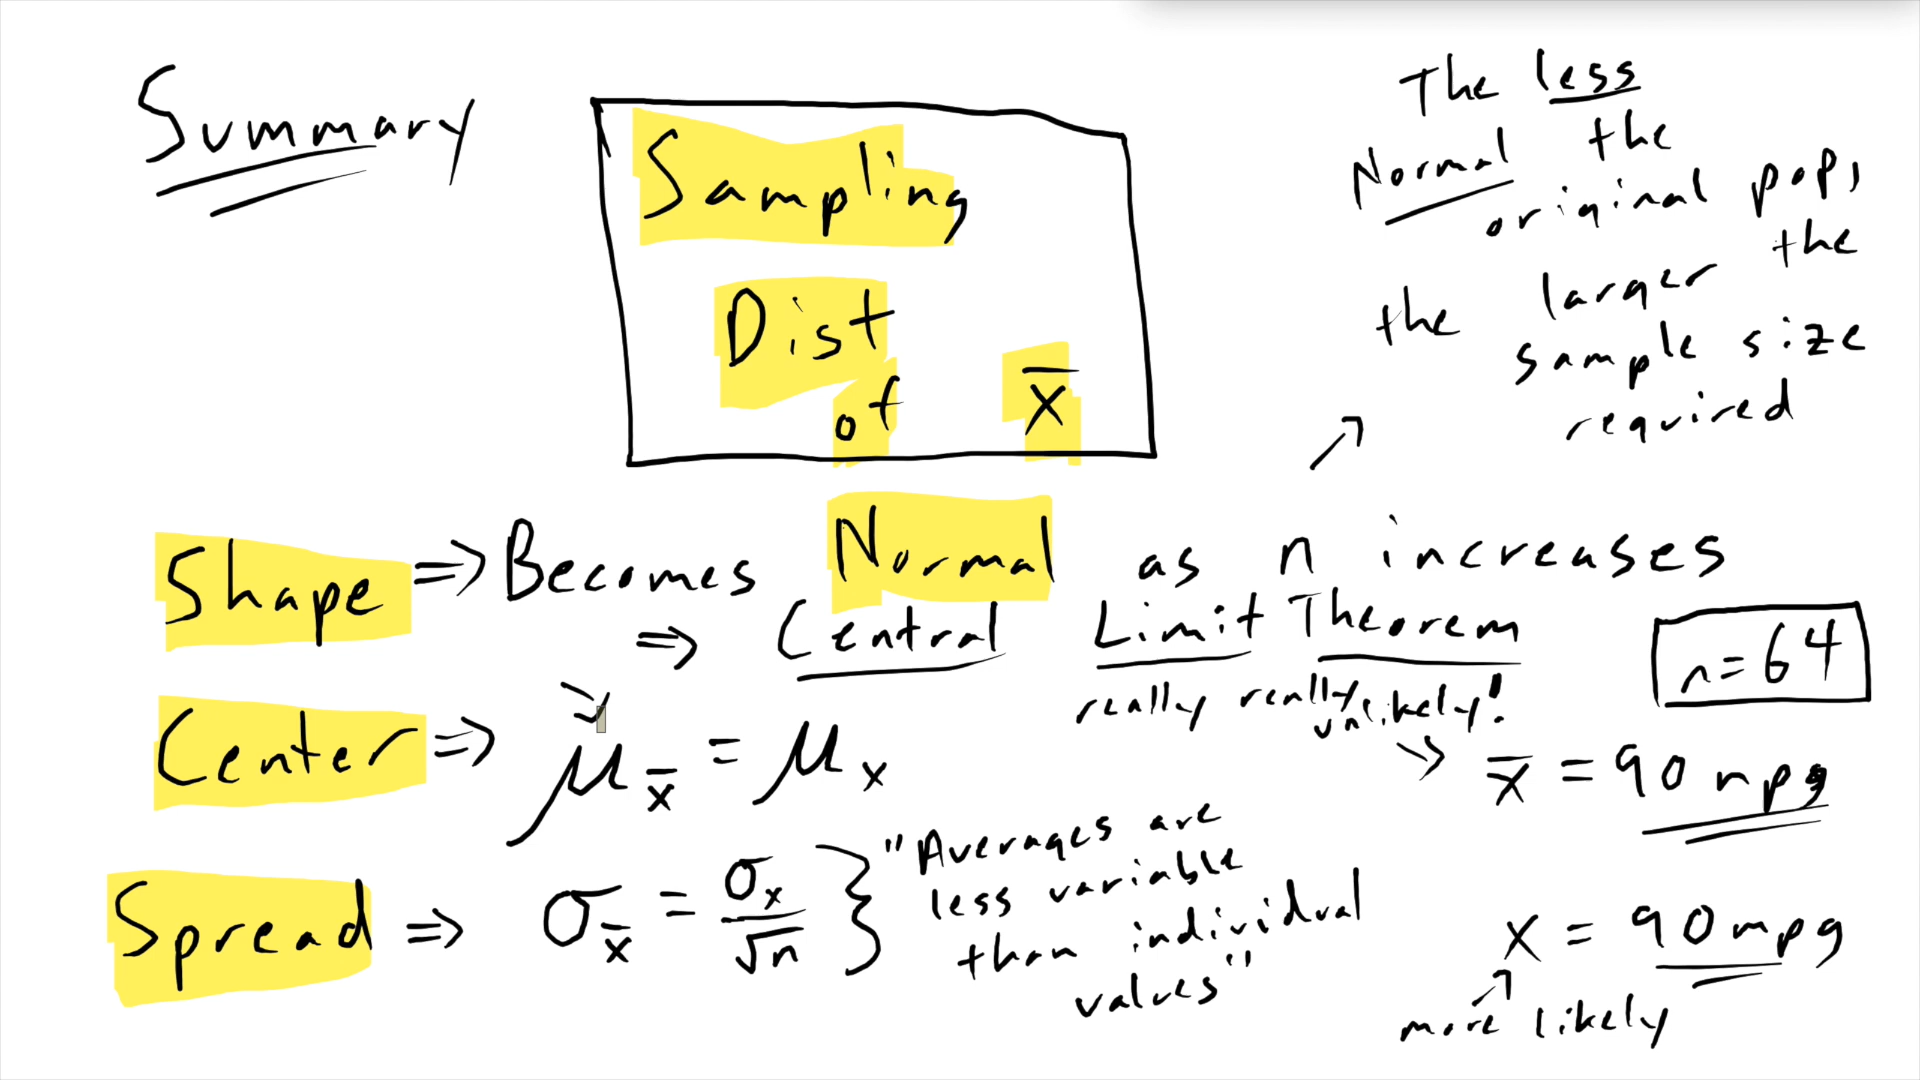 Summary
Sampling
Dist
of x̄
The less
Normal the
original pop,
the larger the
sample size
required
↗
Shape ⇒ Becomes Normal as n increases
⇒ Central Limit Theorem
n=64
really really unlikely!
Center ⇒ μx̄ = μx
→ x̄ = 90 mpg
Spread ⇒ σx̄ = σx/√n } "Averages are
less variable
than individual
values"
x = 90 mpg
↗
more likely